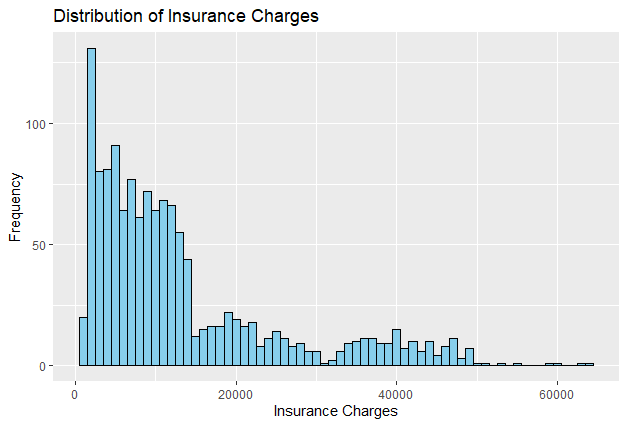 Distribution of Insurance Charges
100
50
0
Frequency
0 20000 40000 60000
Insurance Charges